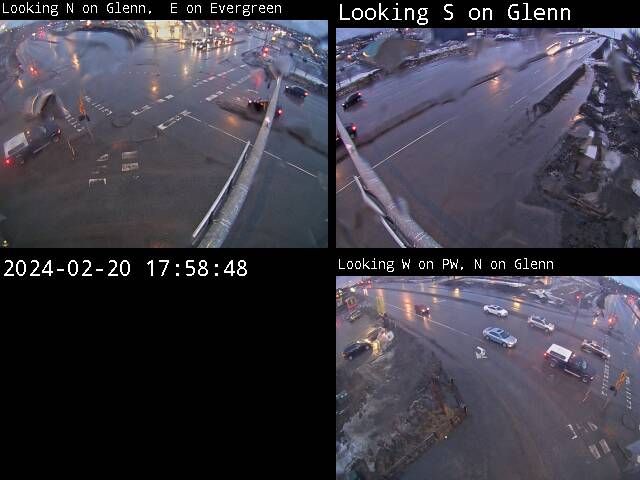 Looking N on Glenn,  E on Evergreen
Looking S on Glenn
2024-02-20 17:58:48
Looking W on PW, N on Glenn